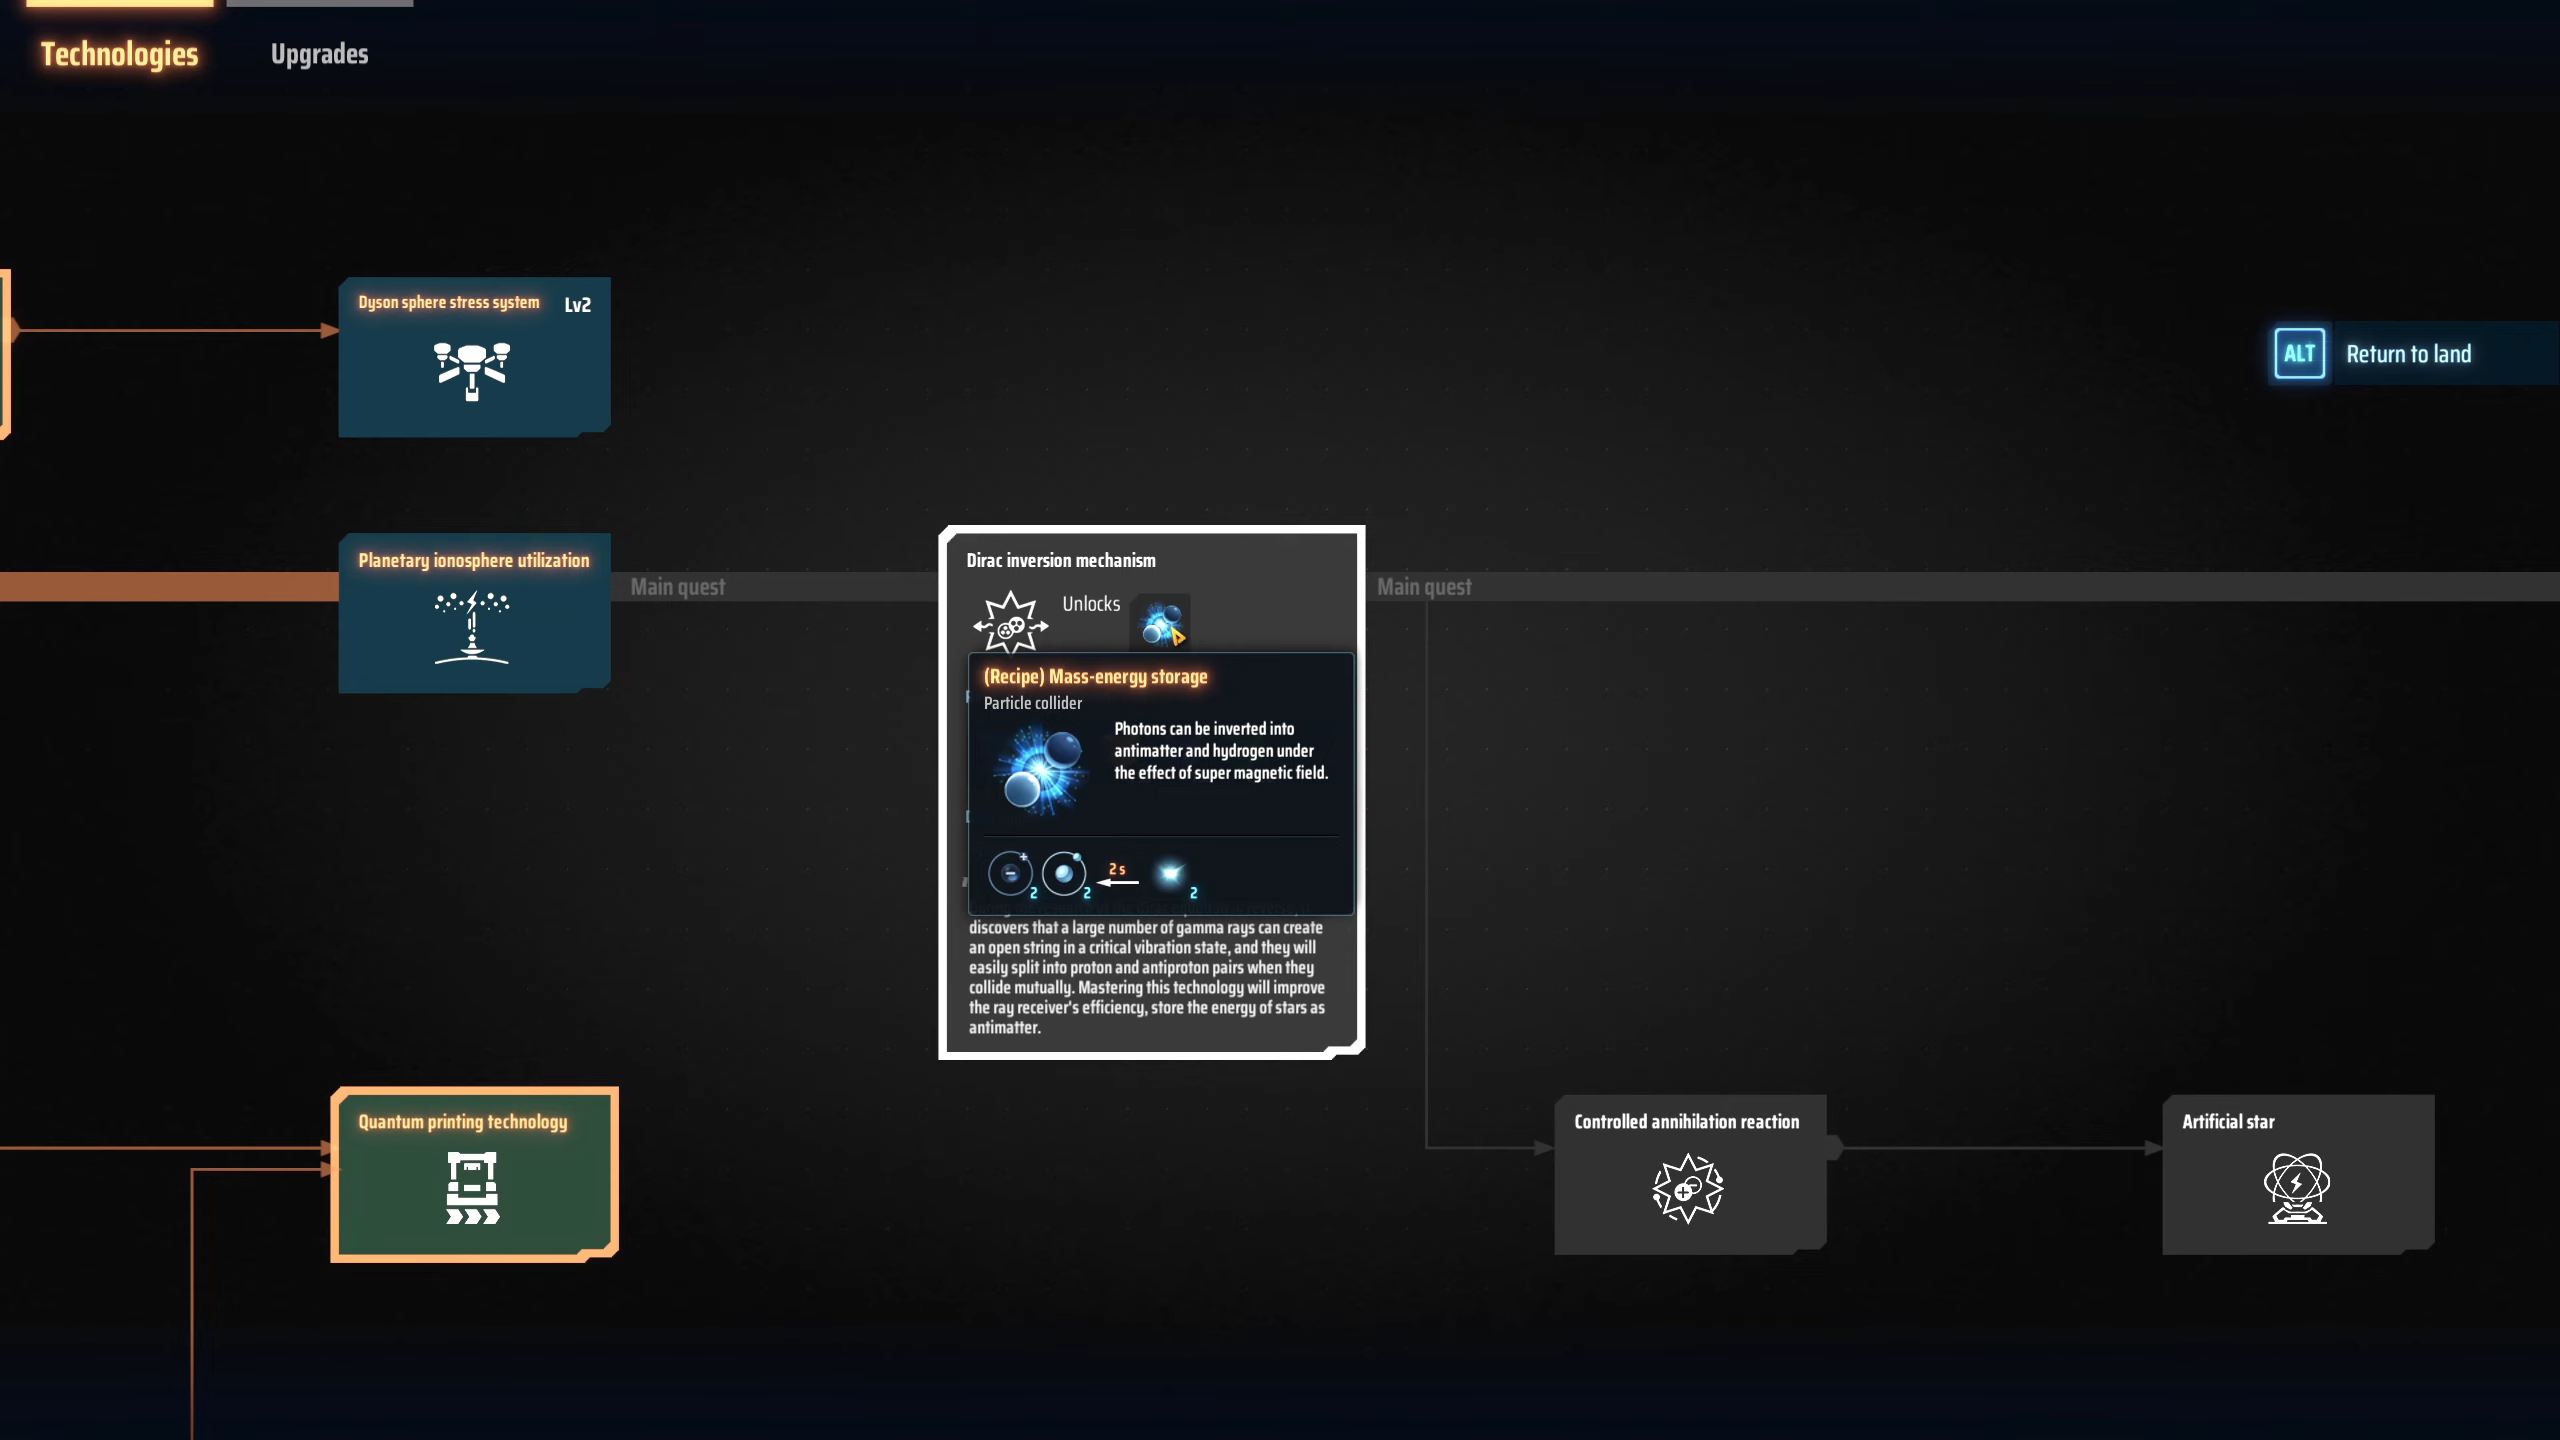 Technologies
Upgrades
Dyson sphere stress system
Lv2
ALT
Return to land
Planetary ionosphere utilization
Main quest
Dirac inversion mechanism
Unlocks
Main quest
(Recipe) Mass-energy storage
Particle collider
Photons can be inverted into
antimatter and hydrogen under
the effect of super magnetic field.
2
2
2 s
2
discovers that a large number of gamma rays can create
an open string in a critical vibration state, and they will
easily split into proton and antiproton pairs when they
collide mutually. Mastering this technology will improve
the ray receiver's efficiency, store the energy of stars as
antimatter.
Quantum printing technology
Controlled annihilation reaction
Artificial star